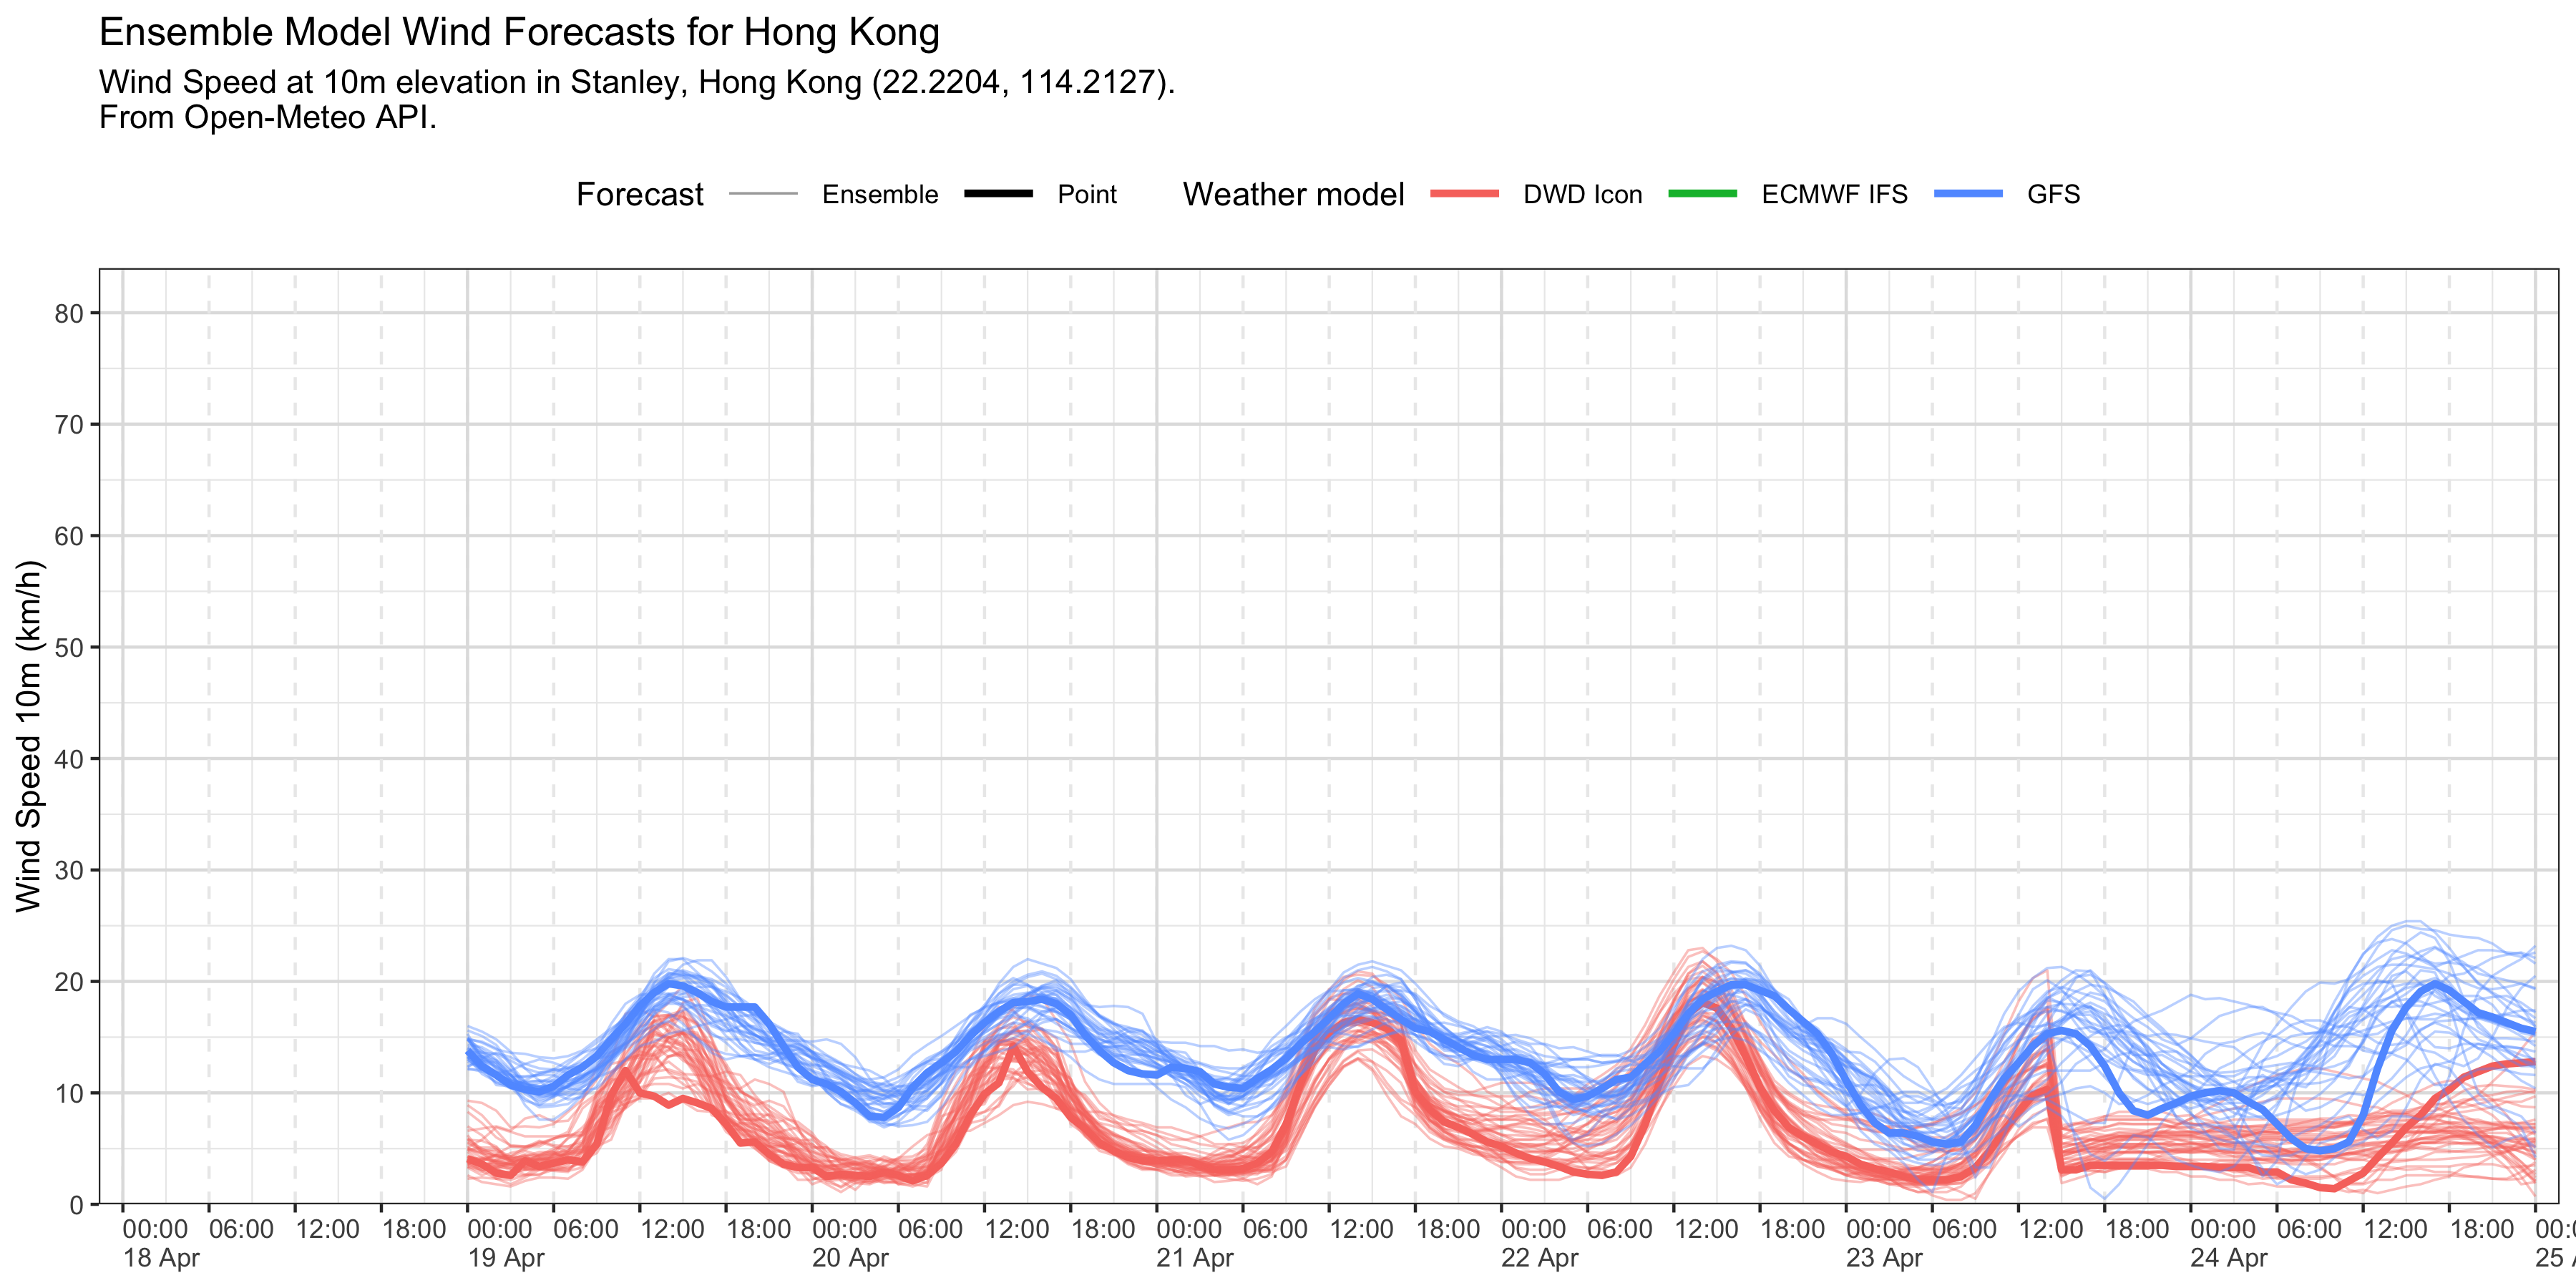 Ensemble Model Wind Forecasts for Hong Kong
Wind Speed at 10m elevation in Stanley, Hong Kong (22.2204, 114.2127).
From Open-Meteo API.
Forecast Ensemble Point Weather model DWD Icon ECMWF IFS GFS
Wind Speed 10m (km/h)
80
70
60
50
40
30
20
10
0
00:00 06:00 12:00 18:00 00:00 06:00 12:00 18:00 00:00 06:00 12:00 18:00 00:00 06:00 12:00 18:00 00:00 06:00 12:00 18:00 00:00 06:00 12:00 18:00 00:00 06:00 12:00 18:00
18 Apr 19 Apr 20 Apr 21 Apr 22 Apr 23 Apr 24 Apr 25